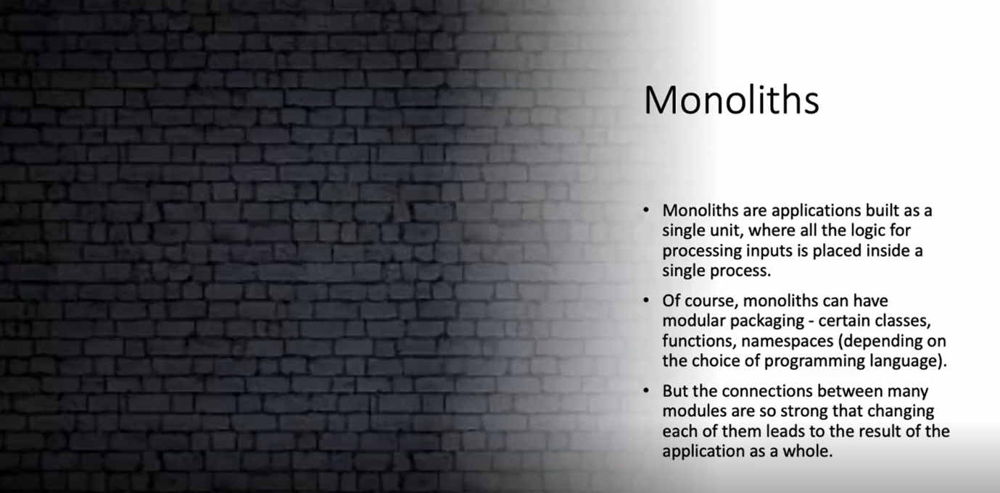 Monoliths
• Monoliths are applications built as a
single unit, where all the logic for
processing inputs is placed inside a
single process.
• Of course, monoliths can have
modular packaging - certain classes,
functions, namespaces (depending on
the choice of programming language).
• But the connections between many
modules are so strong that changing
each of them leads to the result of the
application as a whole.